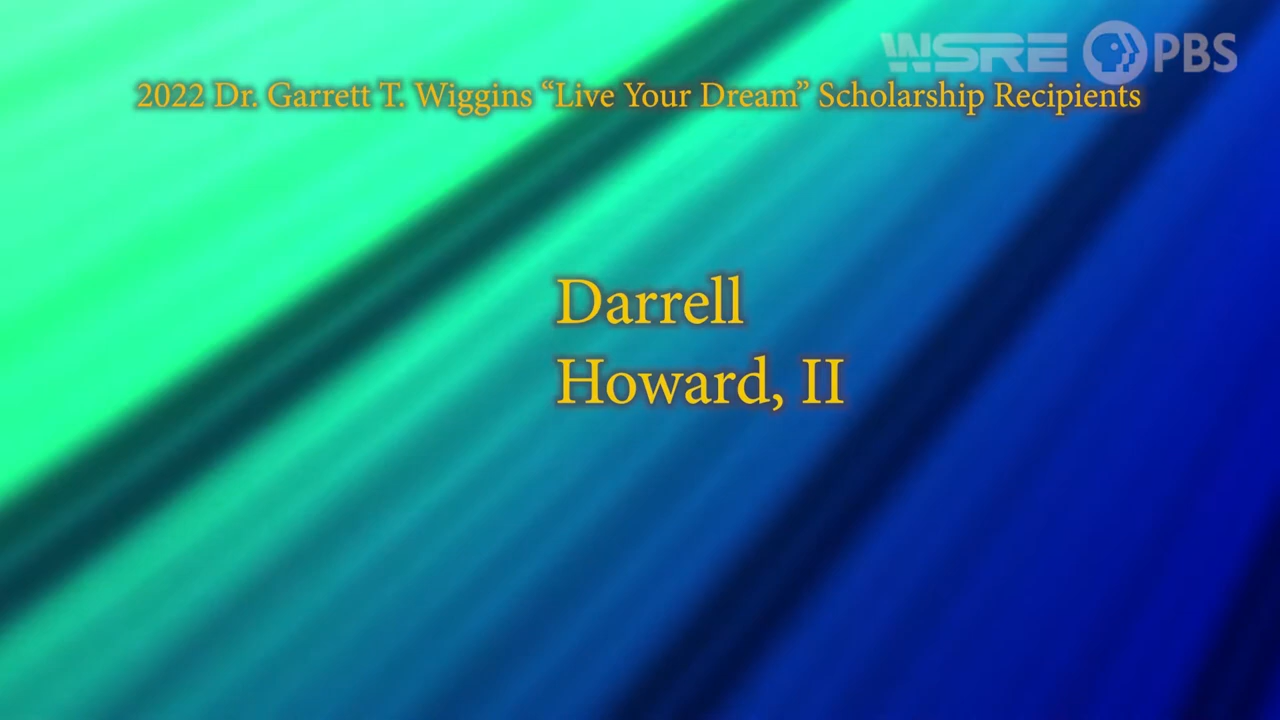 WSRE PBS
2022 Dr. Garrett T. Wiggins “Live Your Dream” Scholarship Recipients
Darrell
Howard, II